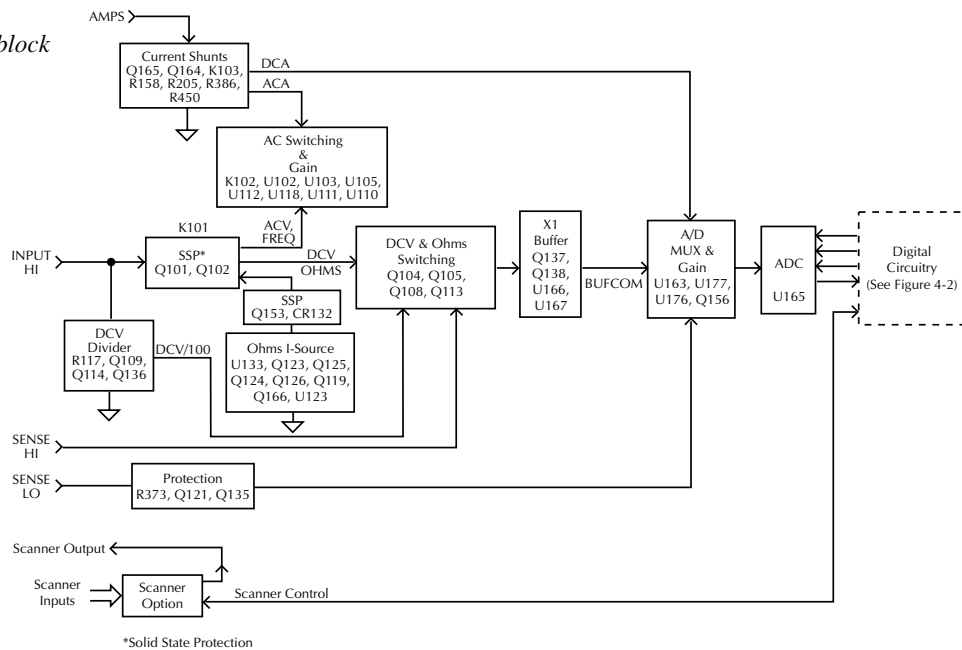 AMPS
block
Current Shunts
Q165, Q164, K103,
R158, R205, R386,
R450
DCA
ACA
AC Switching
&
Gain
K102, U102, U103, U105,
U112, U118, U111, U110
K101
ACV,
FREQ
INPUT
HI
SSP*
Q101, Q102
DCV
OHMS
DCV & Ohms
Switching
Q104, Q105,
Q108, Q113
X1
Buffer
Q137,
Q138,
U166,
U167
BUFCOM
A/D
MUX &
Gain
U163, U177,
U176, Q156
ADC
U165
Digital
Circuitry
(See Figure 4-2)
SSP
Q153, CR132
DCV
Divider
R117, Q109,
Q114, Q136
DCV/100
Ohms I-Source
U133, Q123, Q125,
Q124, Q126, Q119,
Q166, U123
SENSE
HI
SENSE
LO
Protection
R373, Q121, Q135
Scanner Output
Scanner
Inputs
Scanner
Option
Scanner Control
*Solid State Protection